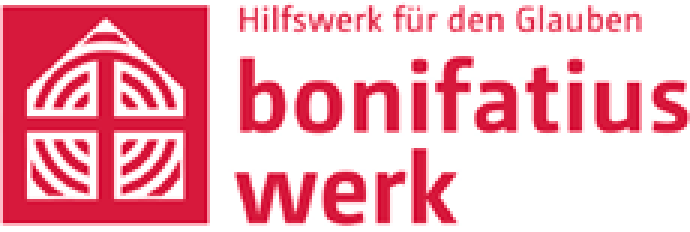 Hilfswerk für den Glauben
bonifatius
werk